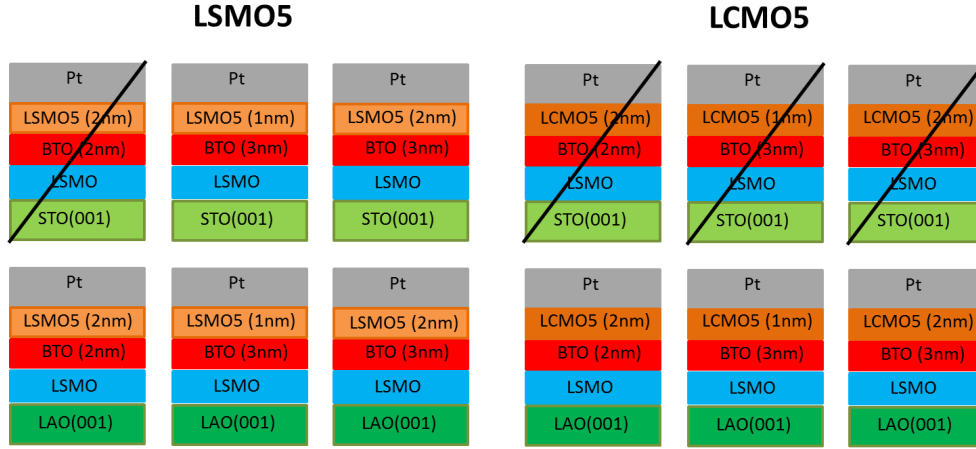 LSMO5
LCMO5
Pt
LSMO5 (2nm)
BTO (2nm)
LSMO
STO(001)
Pt
LSMO5 (1nm)
BTO (3nm)
LSMO
STO(001)
Pt
LSMO5 (2nm)
BTO (3nm)
LSMO
STO(001)
Pt
LCMO5 (2nm)
BTO (2nm)
LSMO
STO(001)
Pt
LCMO5 (1nm)
BTO (3nm)
LSMO
STO(001)
Pt
LCMO5 (2nm)
BTO (3nm)
LSMO
STO(001)
Pt
LSMO5 (2nm)
BTO (2nm)
LSMO
LAO(001)
Pt
LSMO5 (1nm)
BTO (3nm)
LSMO
LAO(001)
Pt
LSMO5 (2nm)
BTO (3nm)
LSMO
LAO(001)
Pt
LCMO5 (2nm)
BTO (2nm)
LSMO
LAO(001)
Pt
LCMO5 (1nm)
BTO (3nm)
LSMO
LAO(001)
Pt
LCMO5 (2nm)
BTO (3nm)
LSMO
LAO(001)